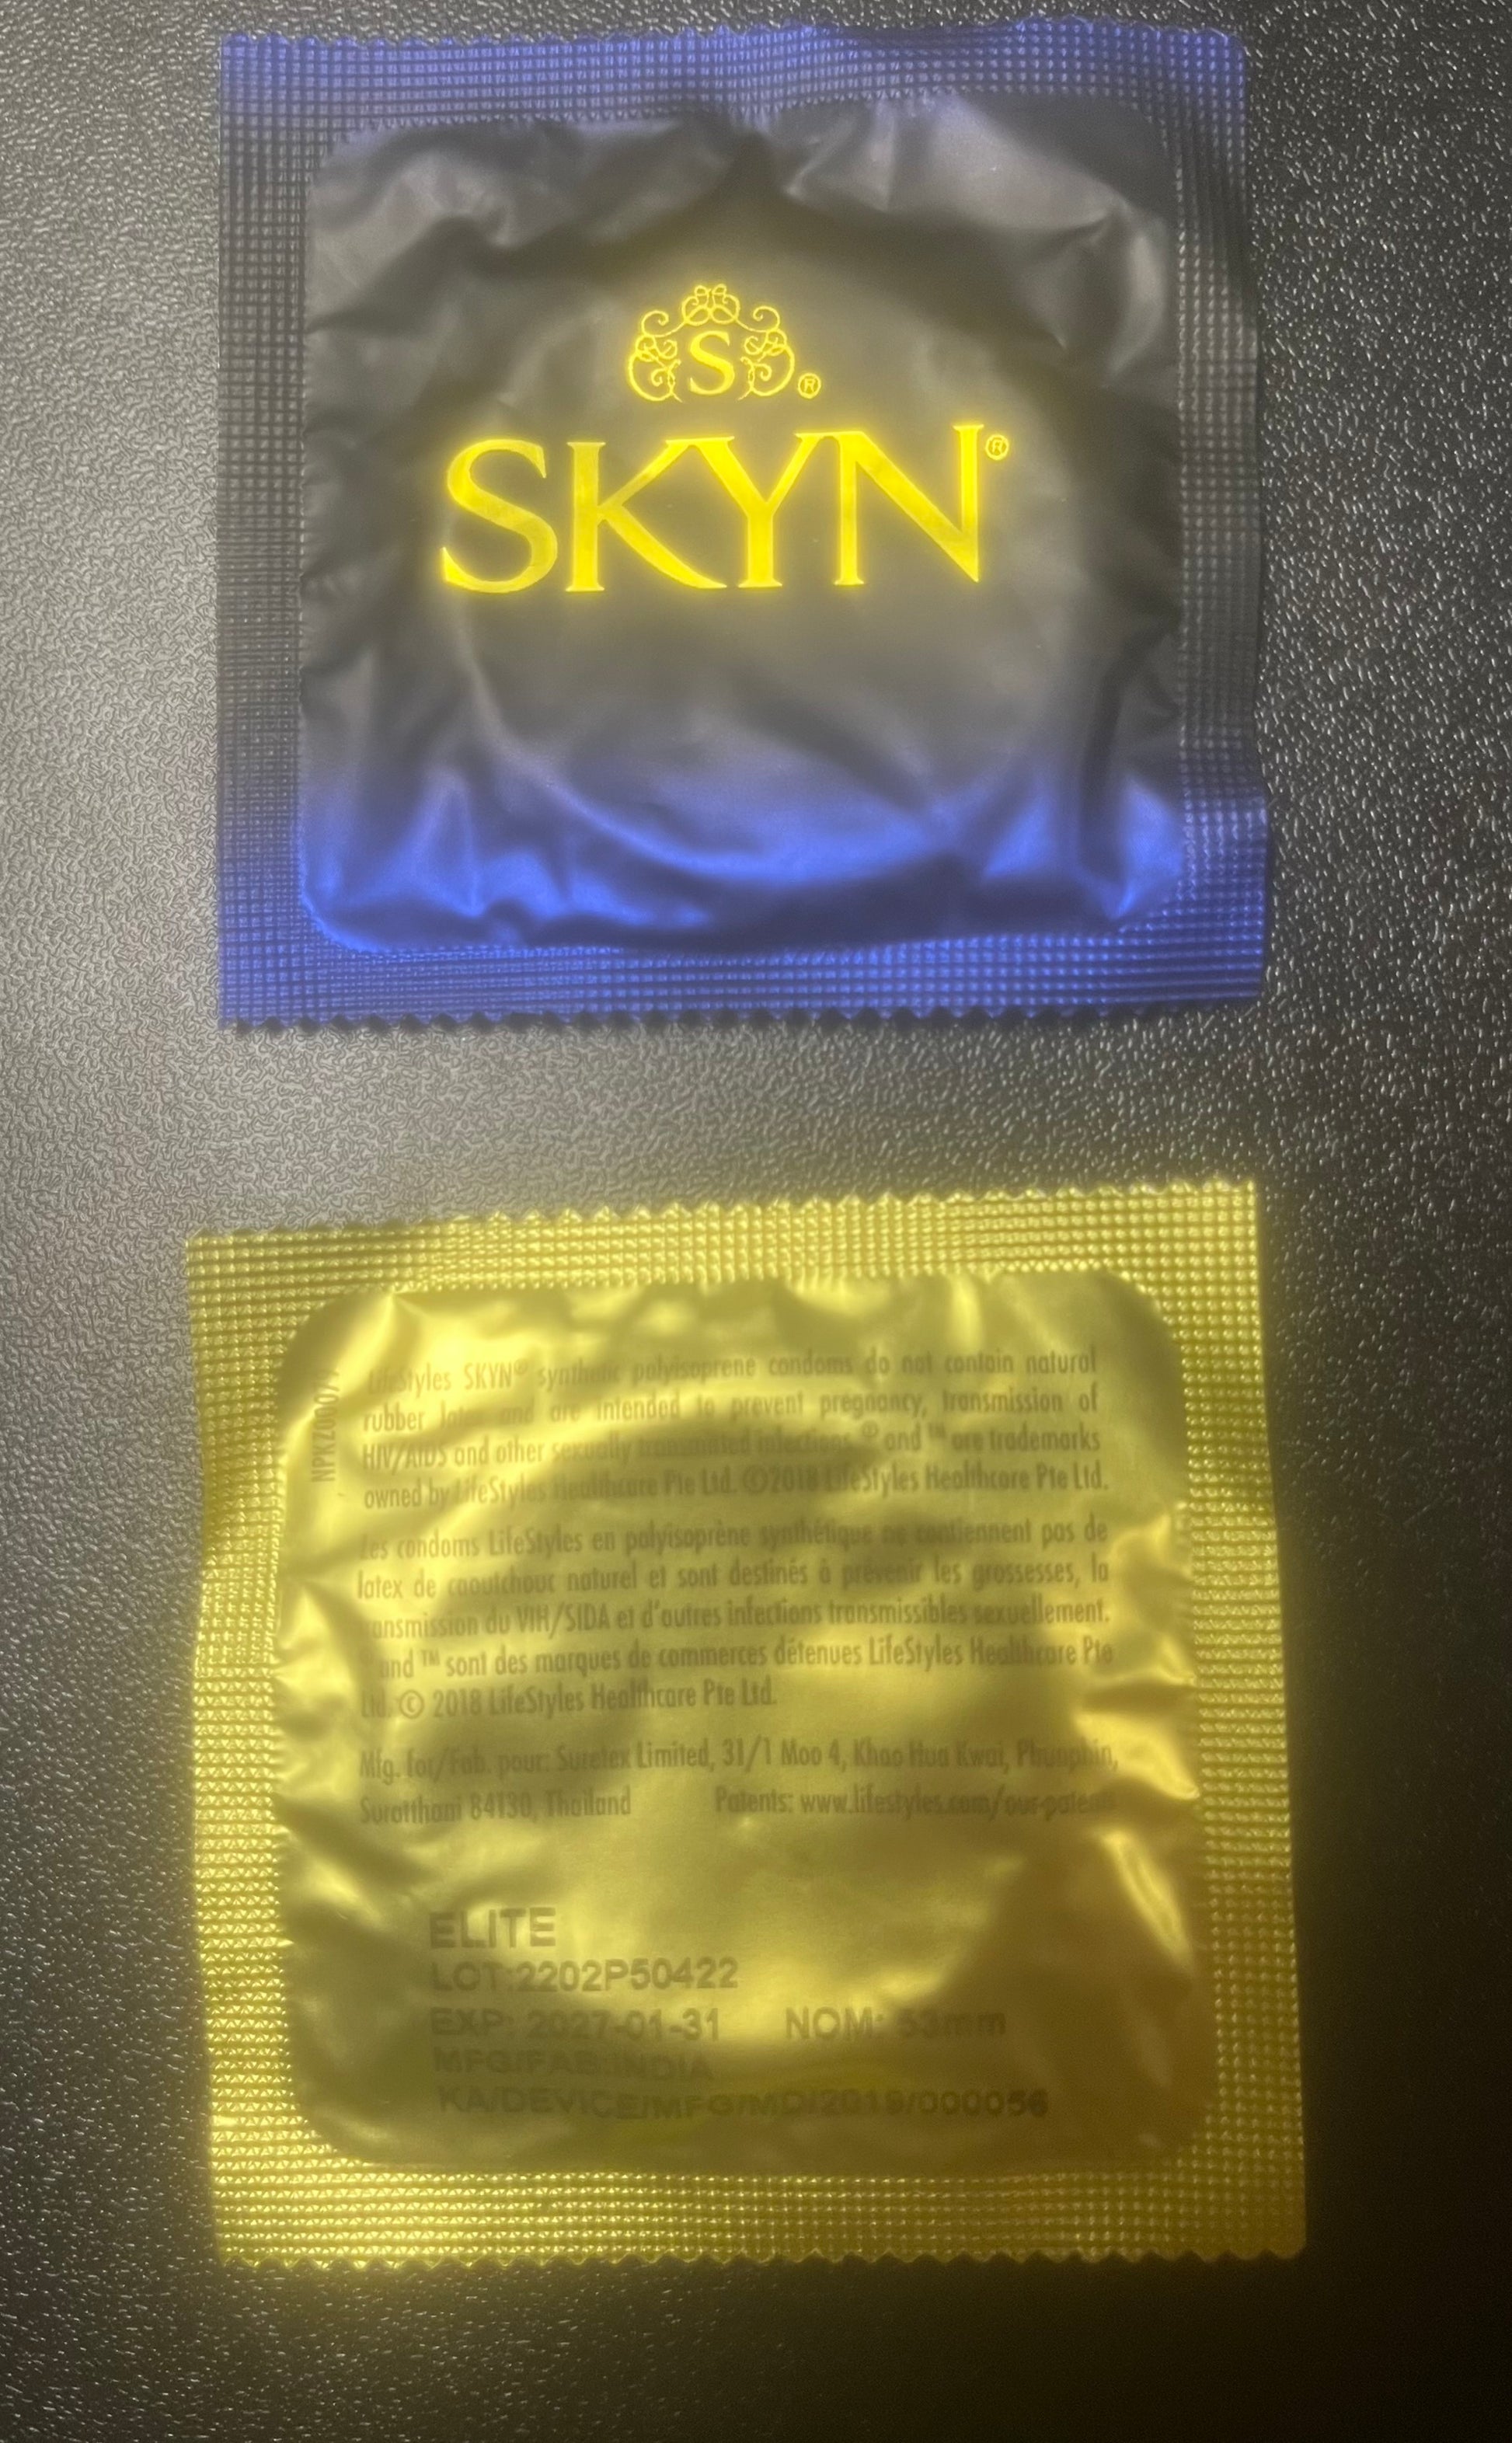 S®
SKYN®
NPKZ0007
LifeStyles SKYN® synthetic polyisoprene condoms do not contain natural
rubber latex and are intended to prevent pregnancy, transmission of
HIV/AIDS and other sexually transmitted infections. ® and ™ are trademarks
owned by LifeStyles Healthcare Pte Ltd. ©2018 LifeStyles Healthcare Pte Ltd.
Les condoms LifeStyles en polyisoprène synthétique ne contiennent pas de
latex de caoutchouc naturel et sont destinés à prévenir les grossesses, la
transmission du VIH/SIDA et d'autres infections transmissibles sexuellement.
and ™ sont des marques de commerces détenues LifeStyles Healthcare Pte
Ltd. © 2018 LifeStyles Healthcare Pte Ltd.
Mfg. for/Fab. pour: Suretex Limited, 31/1 Moo 4, Khao Hua Kwai, Phunphin,
Suratthani 84130, Thailand Patents: www.lifestyles.com/our-patents
ELITE
LOT:2202P50422
EXP: 2027-01-31 NOM: 53mm
MFG/FAB:INDIA
KA/DEVICE/MFG/MD/2019/000056